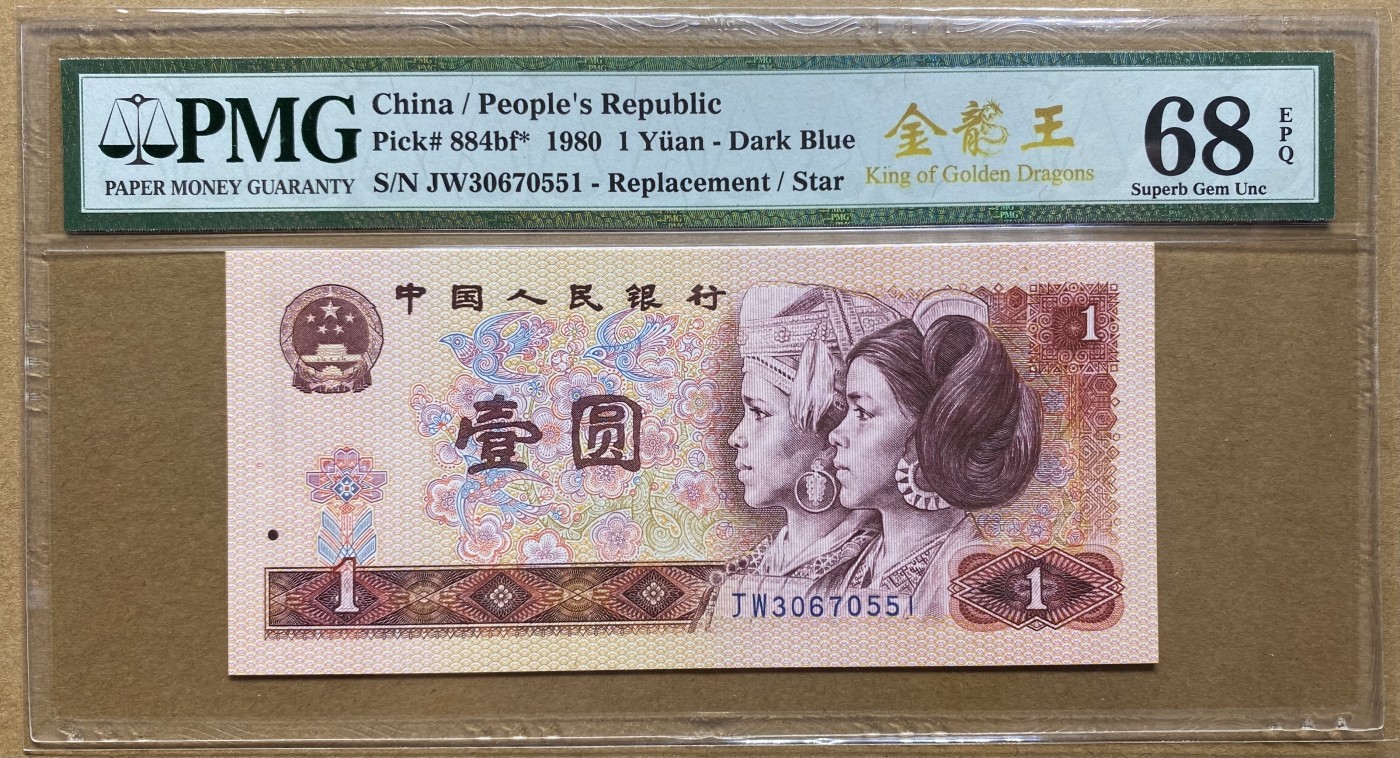 PMG
PAPER MONEY GUARANTY
China / People's Republic
Pick# 884bf* 1980 1 Yüan - Dark Blue
S/N JW30670551 - Replacement / Star
金龍王
King of Golden Dragons
68
EPQ
Superb Gem Unc
中国人民银行
1
壹圆
1
JW30670551
1